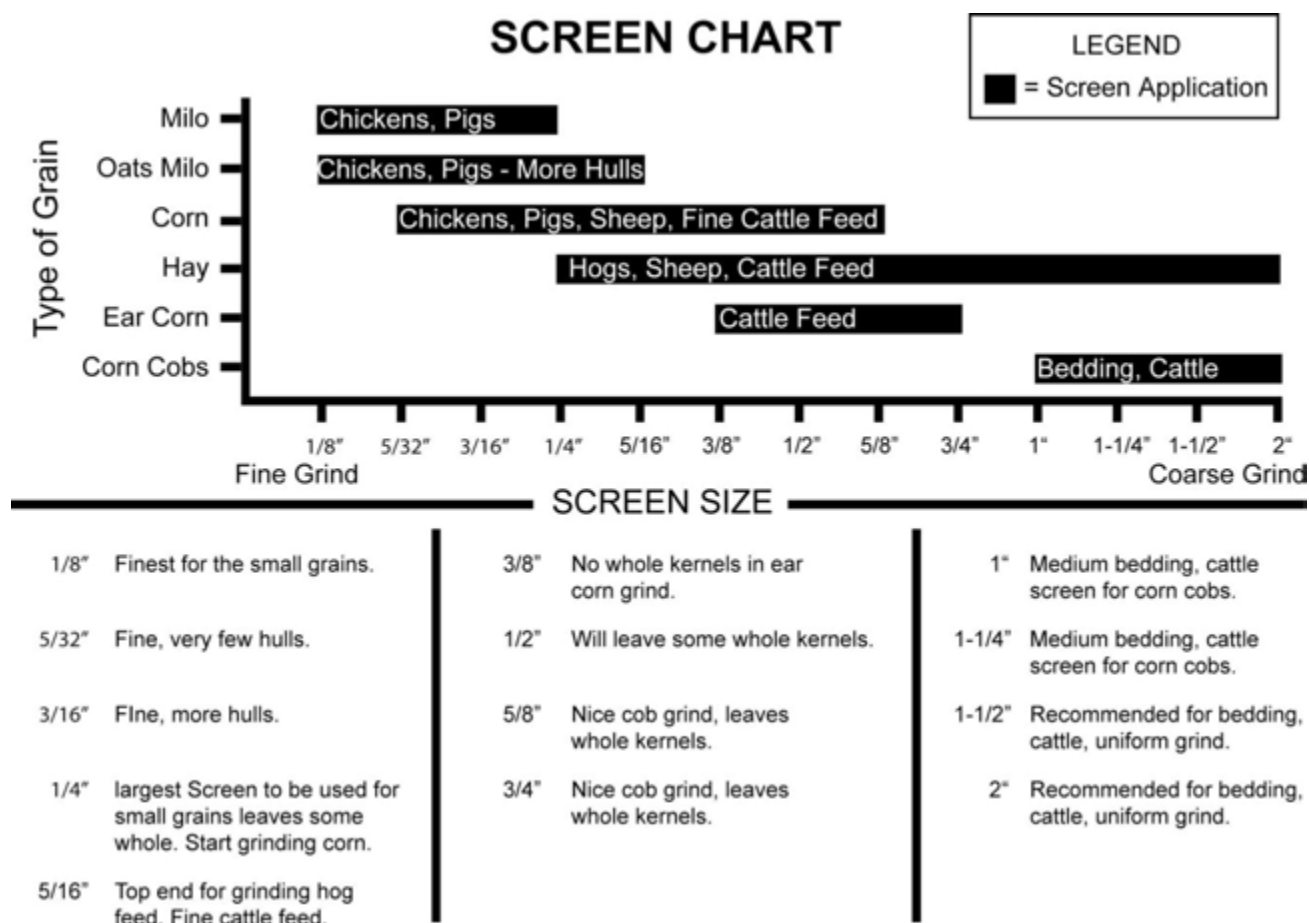 SCREEN CHART
LEGEND
= Screen Application
Type of Grain
Milo
Chickens, Pigs
Oats Milo
Chickens, Pigs - More Hulls
Corn
Chickens, Pigs, Sheep, Fine Cattle Feed
Hay
Hogs, Sheep, Cattle Feed
Ear Corn
Cattle Feed
Corn Cobs
Bedding, Cattle
1/8" 5/32" 3/16" 1/4" 5/16" 3/8" 1/2" 5/8" 3/4" 1" 1-1/4" 1-1/2" 2"
Fine Grind
Coarse Grind
SCREEN SIZE
1/8" Finest for the small grains.
5/32" Fine, very few hulls.
3/16" FIne, more hulls.
1/4" largest Screen to be used for
small grains leaves some
whole. Start grinding corn.
5/16" Top end for grinding hog
feed. Fine cattle feed.
3/8" No whole kernels in ear
corn grind.
1/2" Will leave some whole kernels.
5/8" Nice cob grind, leaves
whole kernels.
3/4" Nice cob grind, leaves
whole kernels.
1" Medium bedding, cattle
screen for corn cobs.
1-1/4" Medium bedding, cattle
screen for corn cobs.
1-1/2" Recommended for bedding,
cattle, uniform grind.
2" Recommended for bedding,
cattle, uniform grind.